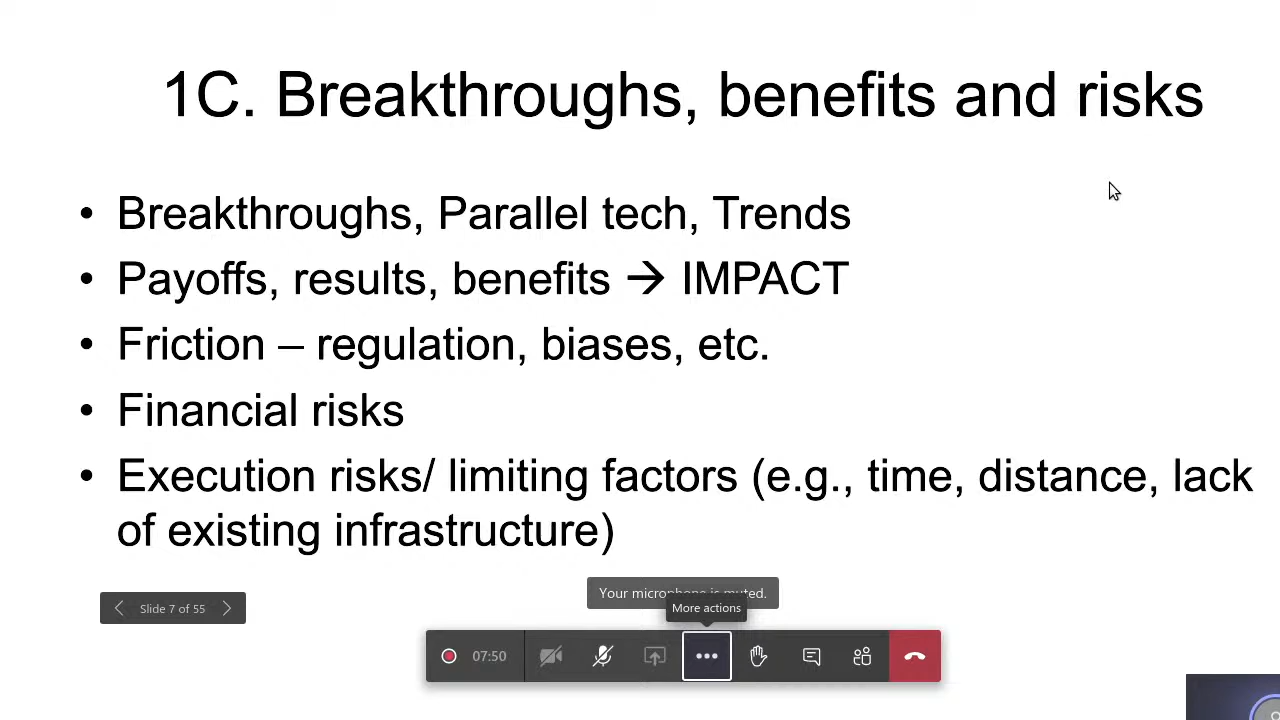 1C. Breakthroughs, benefits and risks
• Breakthroughs, Parallel tech, Trends
• Payoffs, results, benefits → IMPACT
• Friction – regulation, biases, etc.
• Financial risks
• Execution risks/ limiting factors (e.g., time, distance, lack
of existing infrastructure)
Your microphone is muted.
Slide 7 of 55
More actions
07:50